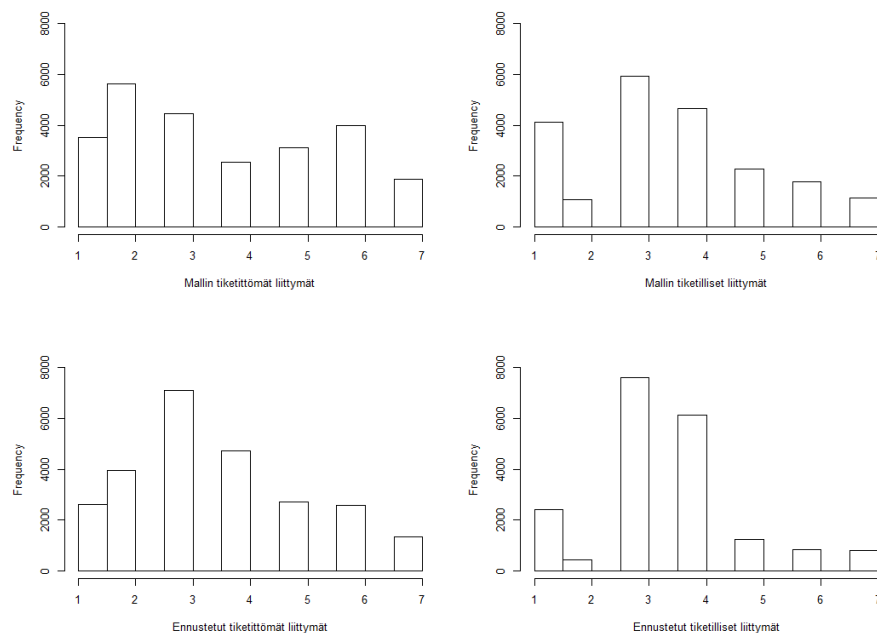 8000
6000
4000
2000
0
Frequency
1 2 3 4 5 6 7
Mallin tiketittömät liittymät
8000
6000
4000
2000
0
Frequency
1 2 3 4 5 6 7
Mallin tiketilliset liittymät
8000
6000
4000
2000
0
Frequency
1 2 3 4 5 6 7
Ennustetut tiketittömät liittymät
8000
6000
4000
2000
0
Frequency
1 2 3 4 5 6 7
Ennustetut tiketilliset liittymät